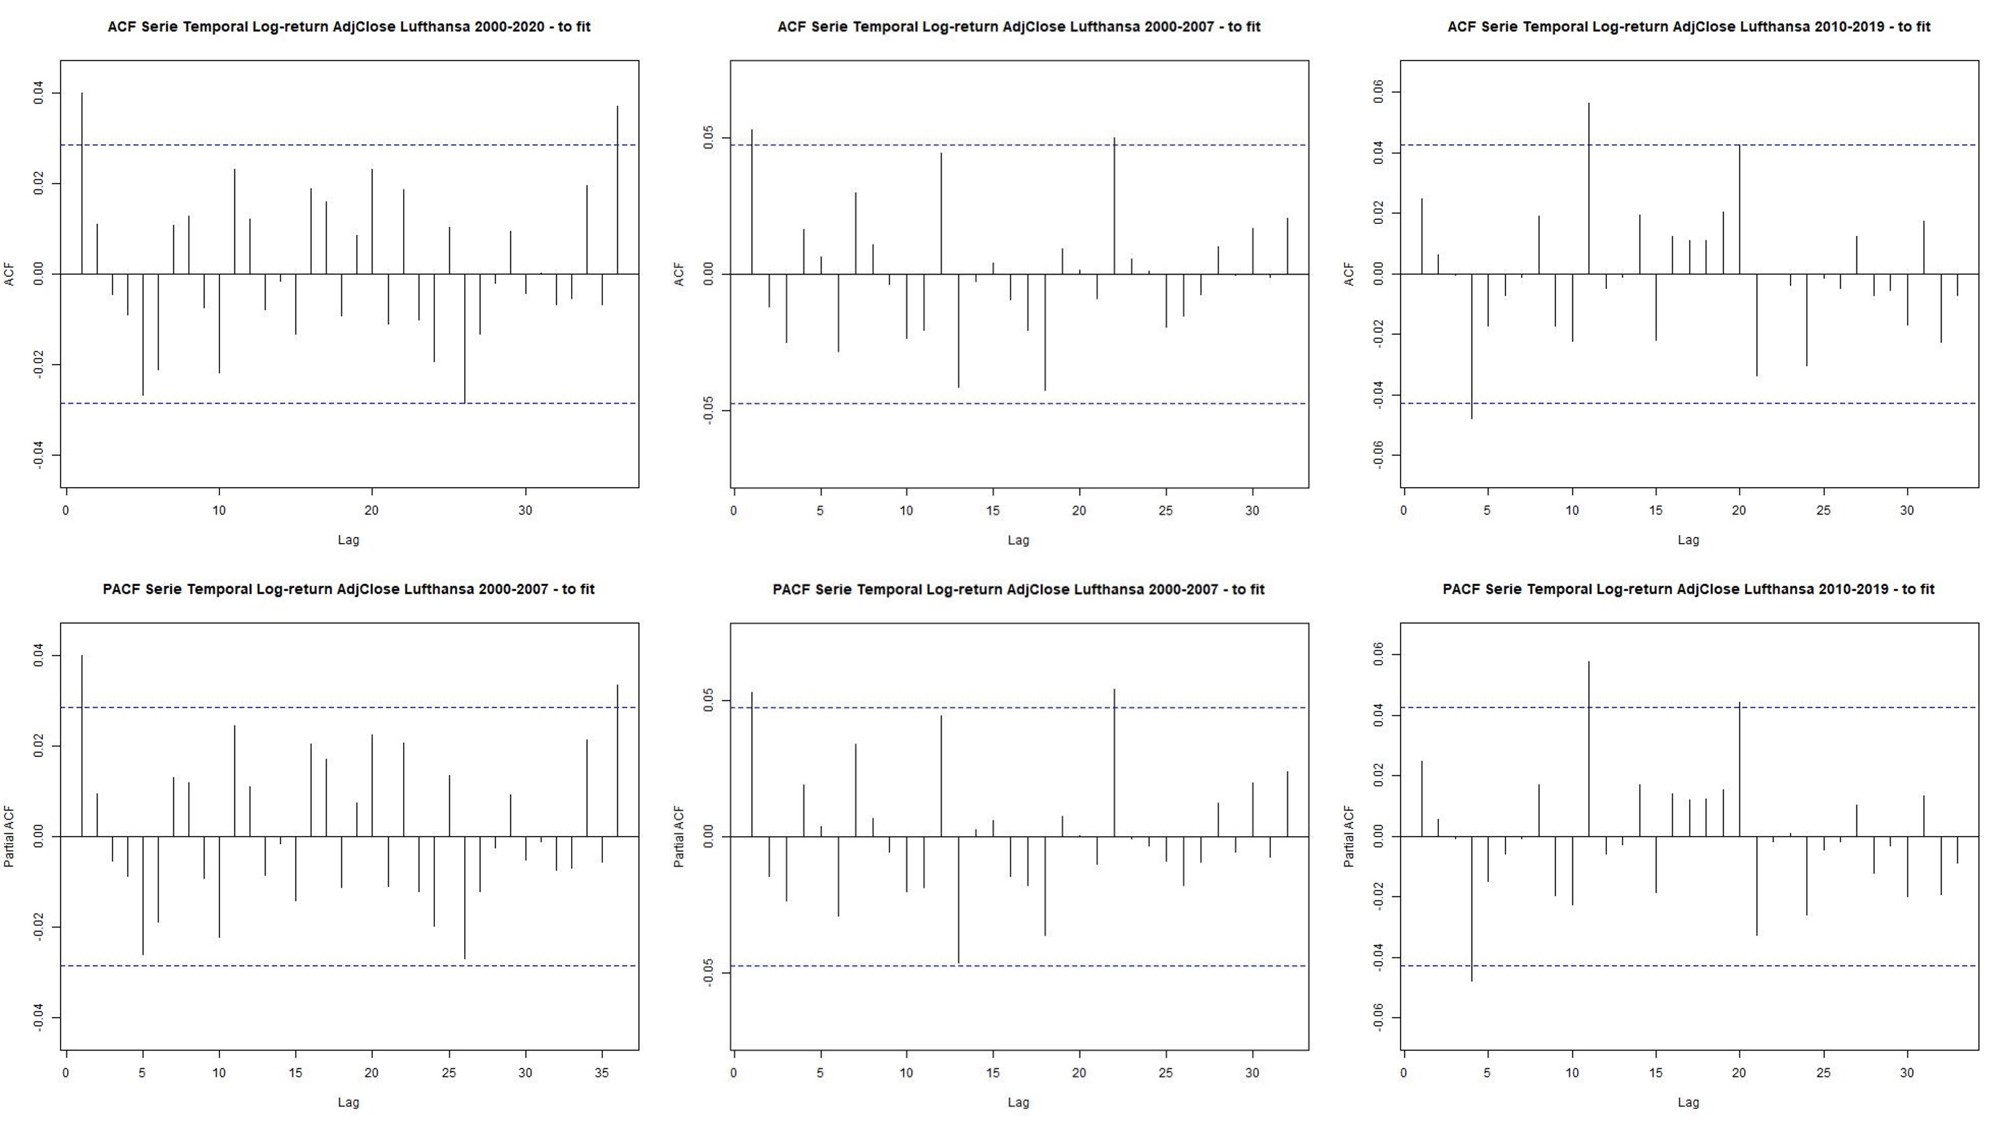 ACF Serie Temporal Log-return AdjClose Lufthansa 2000-2020 - to fit
ACF
0.04
0.02
0.00
-0.02
-0.04
0 10 20 30
Lag
ACF Serie Temporal Log-return AdjClose Lufthansa 2000-2007 - to fit
ACF
0.05
0.00
-0.05
0 5 10 15 20 25 30
Lag
ACF Serie Temporal Log-return AdjClose Lufthansa 2010-2019 - to fit
ACF
0.06
0.04
0.02
0.00
-0.02
-0.04
-0.06
0 5 10 15 20 25 30
Lag
PACF Serie Temporal Log-return AdjClose Lufthansa 2000-2007 - to fit
Partial ACF
0.04
0.02
0.00
-0.02
-0.04
0 5 10 15 20 25 30 35
Lag
PACF Serie Temporal Log-return AdjClose Lufthansa 2000-2007 - to fit
Partial ACF
0.05
0.00
-0.05
0 5 10 15 20 25 30
Lag
PACF Serie Temporal Log-return AdjClose Lufthansa 2010-2019 - to fit
Partial ACF
0.06
0.04
0.02
0.00
-0.02
-0.04
-0.06
0 5 10 15 20 25 30
Lag